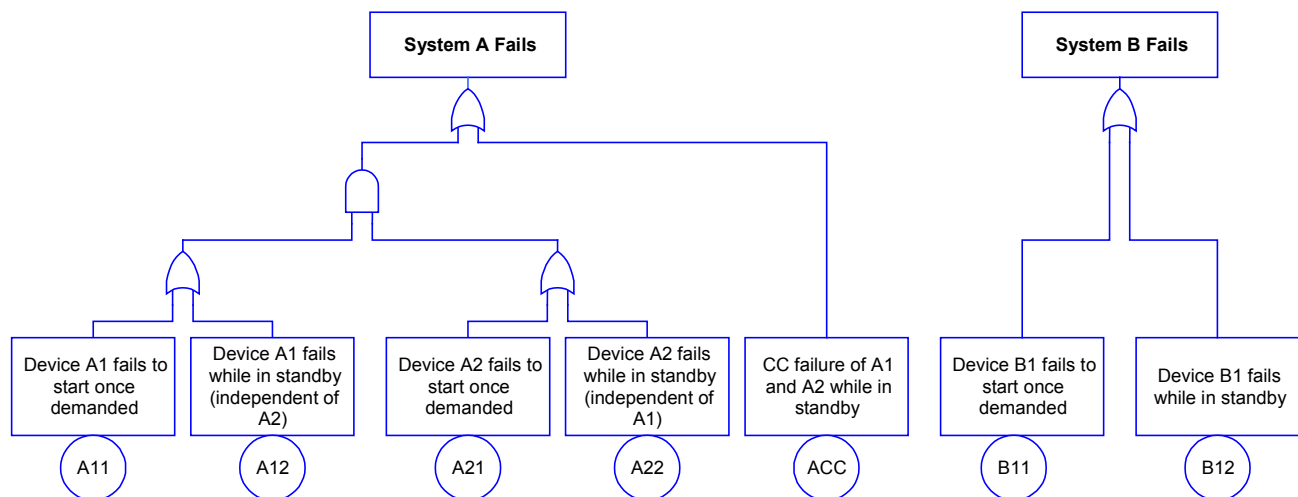 System A Fails
System B Fails
Device A1 fails to
start once
demanded
Device A1 fails
while in standby
(independent of
A2)
Device A2 fails to
start once
demanded
Device A2 fails
while in standby
(independent of
A1)
CC failure of A1
and A2 while in
standby
Device B1 fails to
start once
demanded
Device B1 fails
while in standby
A11
A12
A21
A22
ACC
B11
B12